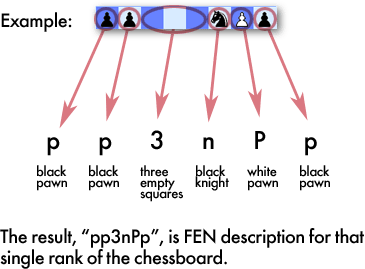 Example:
p p 3 n P p
black pawn black pawn three empty squares black knight white pawn black pawn
The result, “pp3nPp”, is FEN description for that
single rank of the chessboard.